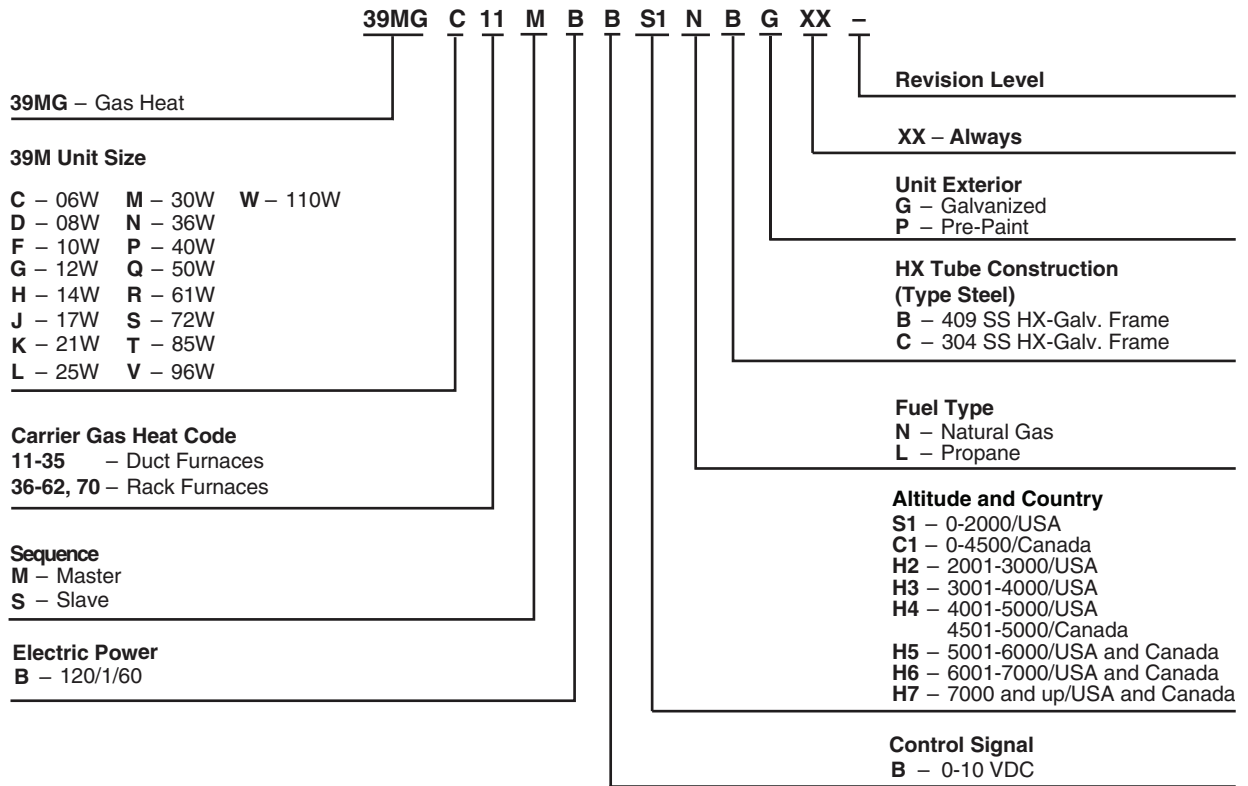 39MG C 11 M B B S1 N B G XX –
39MG – Gas Heat
39M Unit Size
C – 06W M – 30W W – 110W
D – 08W N – 36W
F – 10W P – 40W
G – 12W Q – 50W
H – 14W R – 61W
J – 17W S – 72W
K – 21W T – 85W
L – 25W V – 96W
Carrier Gas Heat Code
11-35 – Duct Furnaces
36-62, 70 – Rack Furnaces
Sequence
M – Master
S – Slave
Electric Power
B – 120/1/60
Revision Level
XX – Always
Unit Exterior
G – Galvanized
P – Pre-Paint
HX Tube Construction
(Type Steel)
B – 409 SS HX-Galv. Frame
C – 304 SS HX-Galv. Frame
Fuel Type
N – Natural Gas
L – Propane
Altitude and Country
S1 – 0-2000/USA
C1 – 0-4500/Canada
H2 – 2001-3000/USA
H3 – 3001-4000/USA
H4 – 4001-5000/USA
4501-5000/Canada
H5 – 5001-6000/USA and Canada
H6 – 6001-7000/USA and Canada
H7 – 7000 and up/USA and Canada
Control Signal
B – 0-10 VDC